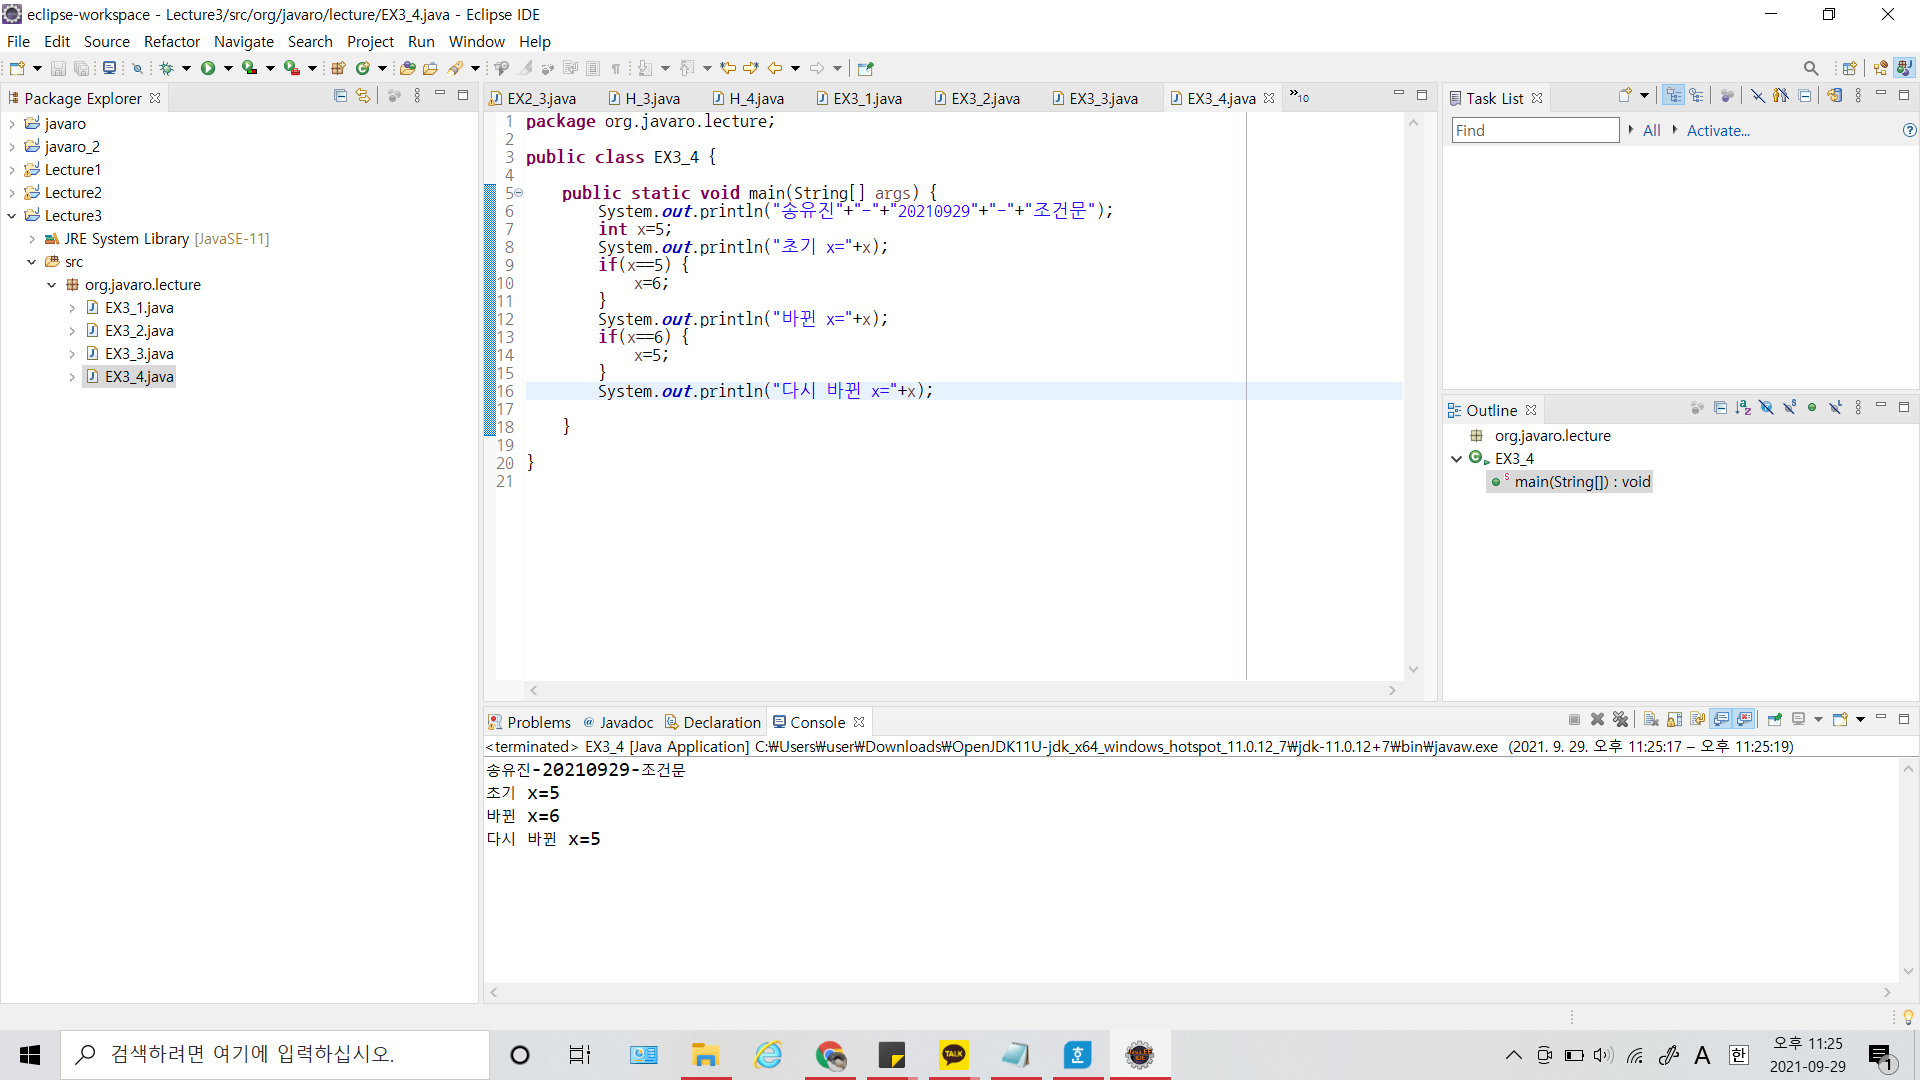 eclipse-workspace - Lecture3/src/org/javaro/lecture/EX3_4.java - Eclipse IDE
File Edit Source Refactor Navigate Search Project Run Window Help
Package Explorer
javaro
javaro_2
Lecture1
Lecture2
Lecture3
JRE System Library [JavaSE-11]
src
org.javaro.lecture
EX3_1.java
EX3_2.java
EX3_3.java
EX3_4.java
EX2_3.java H_3.java H_4.java EX3_1.java EX3_2.java EX3_3.java EX3_4.java »10
1 package org.javaro.lecture;
2
3 public class EX3_4 {
4
5 public static void main(String[] args) {
6 System.out.println("송유진"+"-"+"20210929"+"-"+"조건문");
7 int x=5;
8 System.out.println("초기 x="+x);
9 if(x==5) {
10 x=6;
11 }
12 System.out.println("바뀐 x="+x);
13 if(x==6) {
14 x=5;
15 }
16 System.out.println("다시 바뀐 x="+x);
17
18 }
19
20 }
21
Task List
Find All Activate...
Outline
org.javaro.lecture
EX3_4
main(String[]) : void
Problems @ Javadoc Declaration Console
<terminated> EX3_4 [Java Application] C:₩Users₩user₩Downloads₩OpenJDK11U-jdk_x64_windows_hotspot_11.0.12_7₩jdk-11.0.12+7₩bin₩javaw.exe (2021. 9. 29. 오후 11:25:17 – 오후 11:25:19)
송유진-20210929-조건문
초기 x=5
바뀐 x=6
다시 바뀐 x=5
검색하려면 여기에 입력하십시오.
TALK
호
A
한
오후 11:25
2021-09-29
1